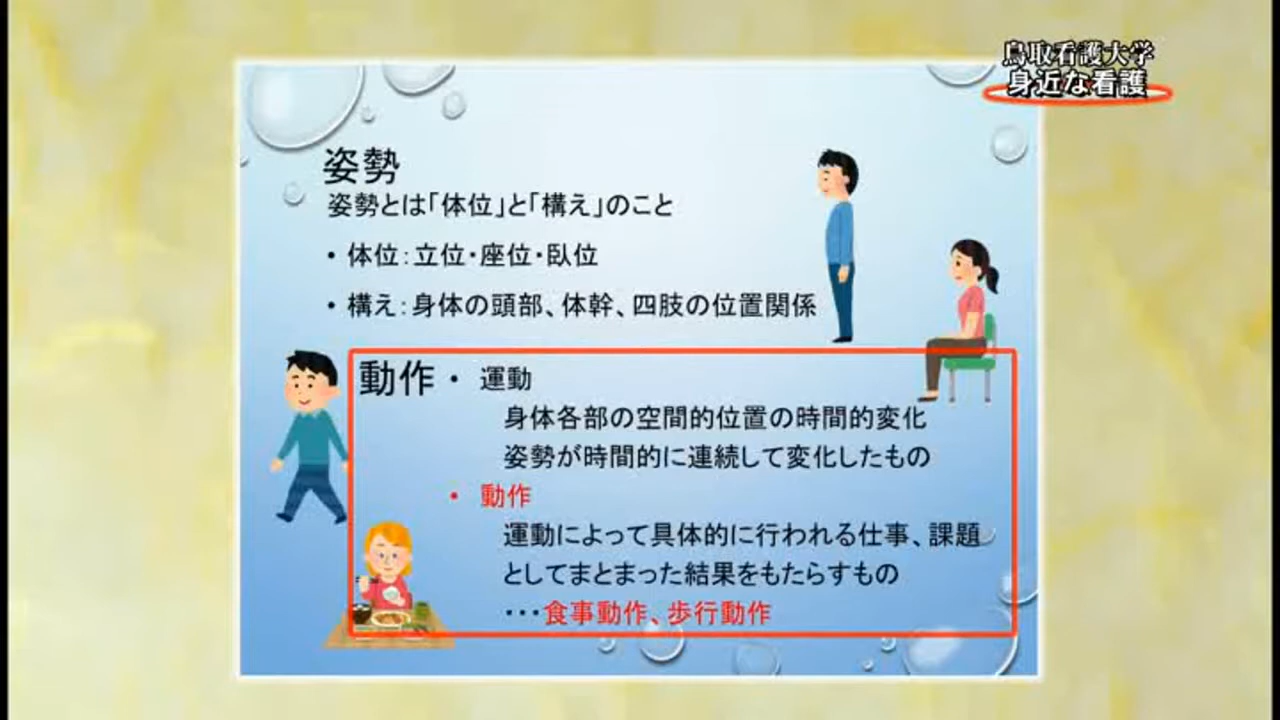 鳥取看護大学
身近な看護
姿勢
姿勢とは「体位」と「構え」のこと
・体位：立位・座位・臥位
・構え：身体の頭部、体幹、四肢の位置関係
動作・ 運動
身体各部の空間的位置の時間的変化
姿勢が時間的に連続して変化したもの
・ 動作
運動によって具体的に行われる仕事、課題
としてまとまった結果をもたらすもの
・・・食事動作、歩行動作